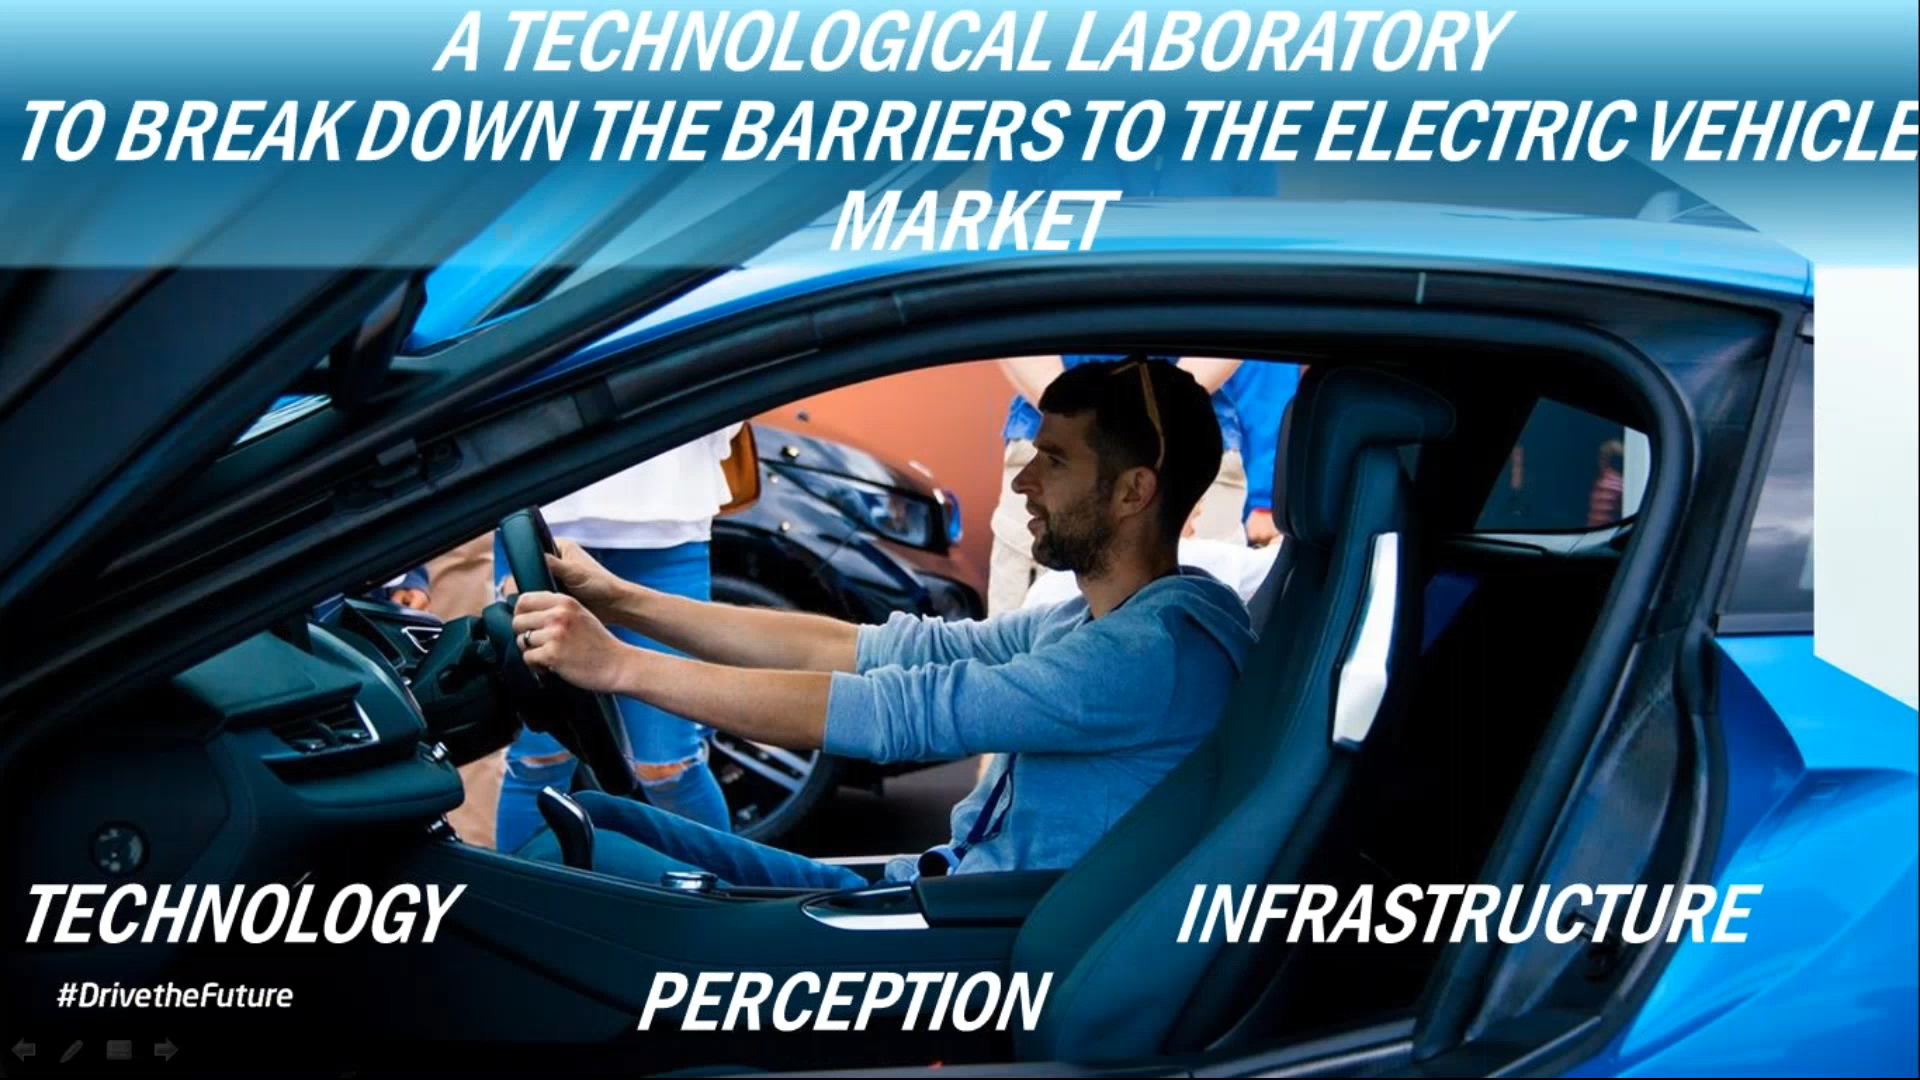 A TECHNOLOGICAL LABORATORY
TO BREAK DOWN THE BARRIERS TO THE ELECTRIC VEHICLE
MARKET
TECHNOLOGY
INFRASTRUCTURE
#DrivetheFuture
PERCEPTION